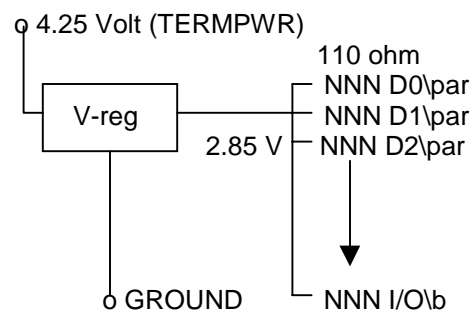 o 4.25 Volt (TERMPWR)
110 ohm
NNN D0\par
V-reg
NNN D1\par
2.85 V
NNN D2\par
o GROUND
NNN I/O\b